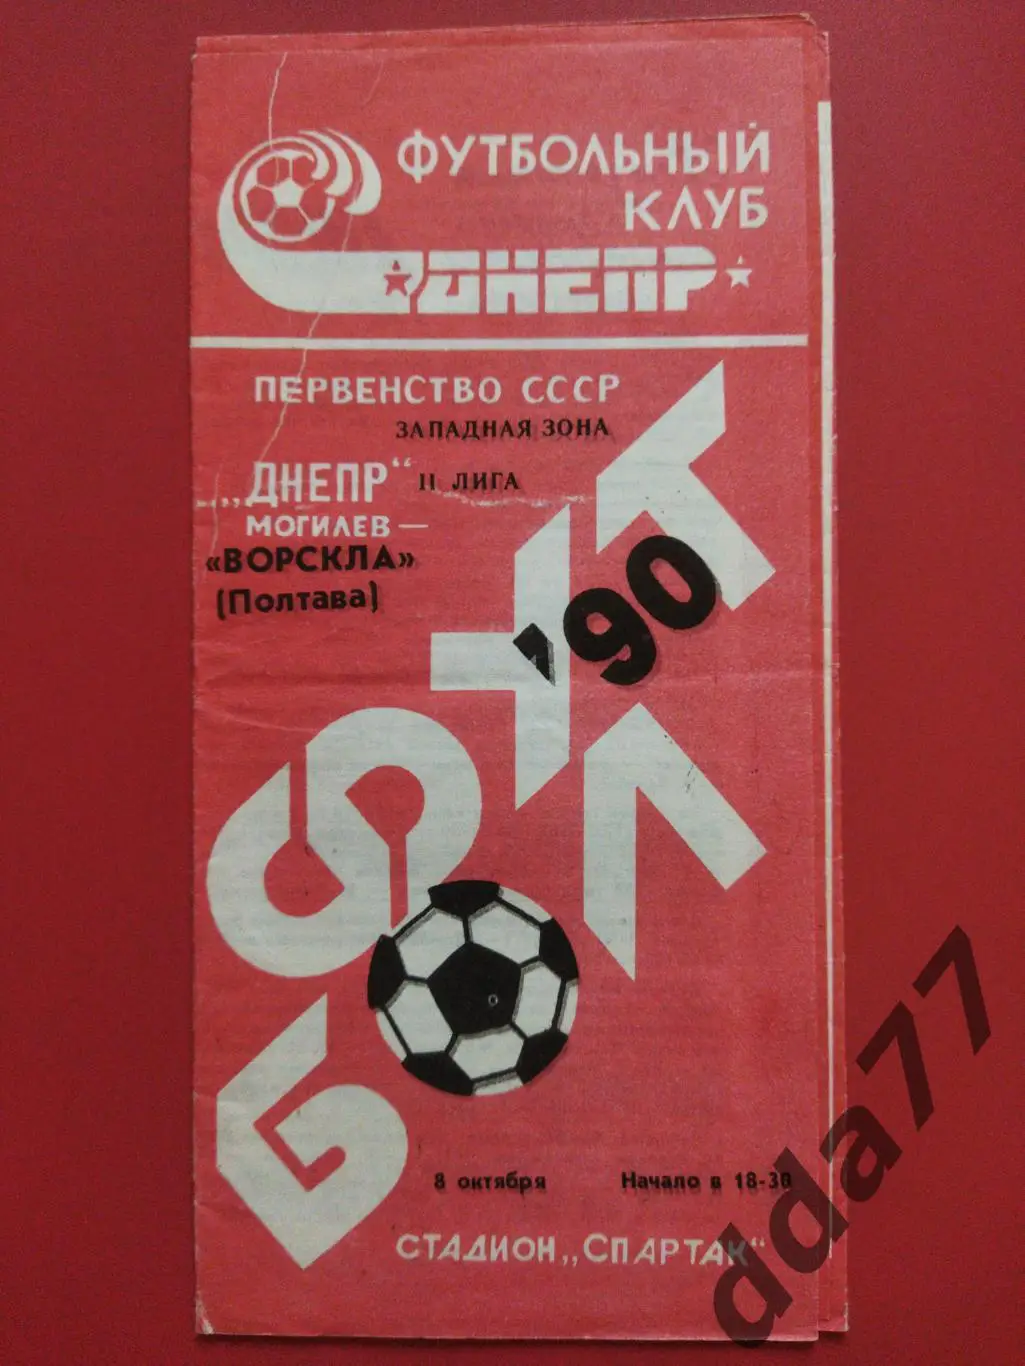 ФУТБОЛЬНЫЙ
КЛУБ
ДНЕПР
ПЕРВЕНСТВО СССР
ЗАПАДНАЯ ЗОНА
„ДНЕПР“ II ЛИГА
МОГИЛЕВ —
«ВОРСКЛА»
(Полтава)
'90
ФУТБОЛ
8 октября Начало в 18-30
СТАДИОН „СПАРТАК“
dda77